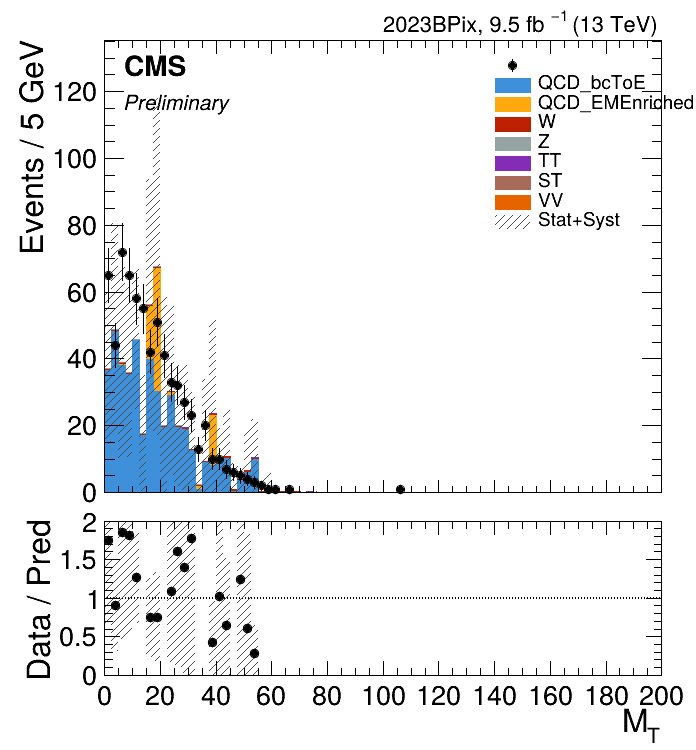 2023BPix, 9.5 fb⁻¹ (13 TeV)
CMS
Preliminary
QCD_bcToE
QCD_EMEnriched
W
Z
TT
ST
VV
Stat+Syst
Events / 5 GeV
120
100
80
60
40
20
0
Data / Pred
2
1.5
1
0.5
0
0 20 40 60 80 100 120 140 160 180 200
M_T